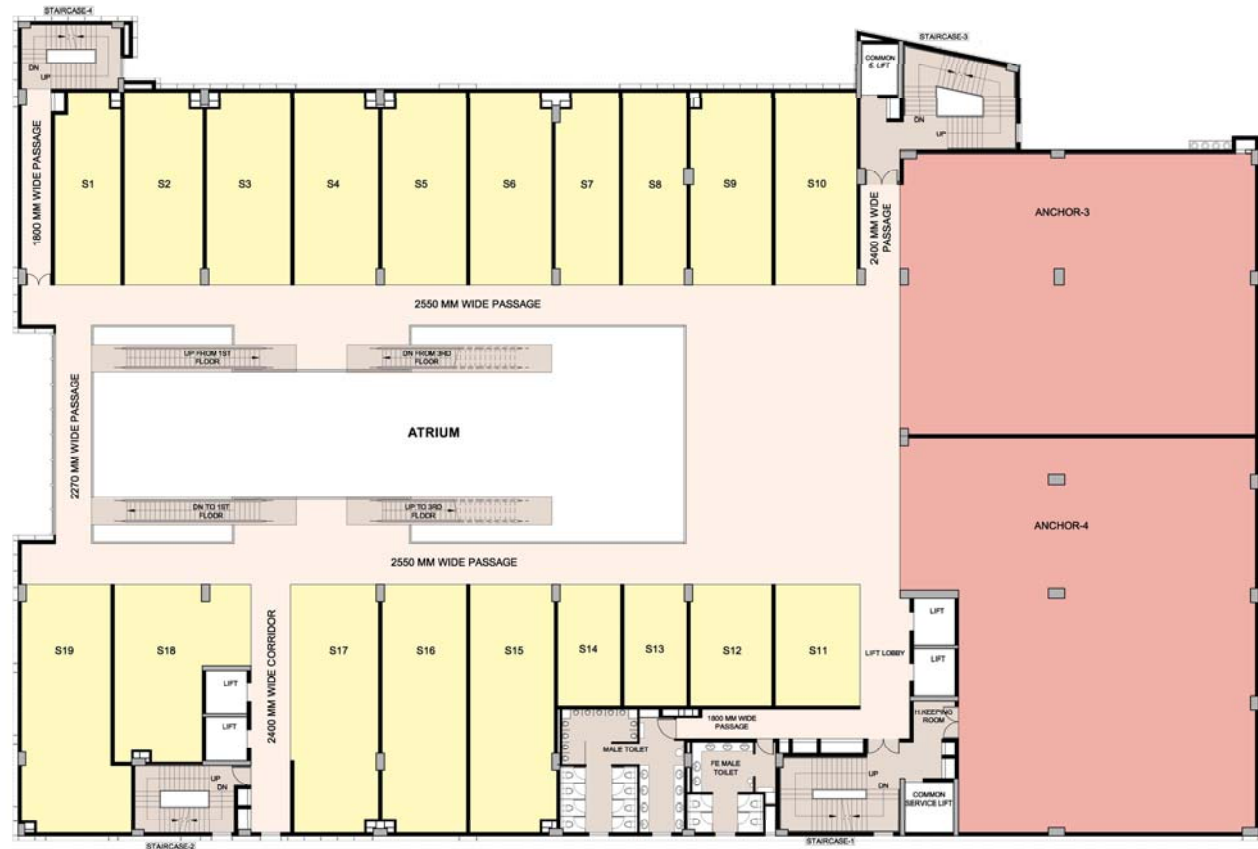 STAIRCASE-4
DN
UP
1800 MM WIDE PASSAGE
S1
S2
S3
S4
S5
S6
S7
S8
S9
S10
COMMON
S. LIFT
STAIRCASE-3
DN
UP
2400 MM WIDE
PASSAGE
ANCHOR-3
2550 MM WIDE PASSAGE
UP FROM 1ST
FLOOR
DN FROM 3RD
FLOOR
2270 MM WIDE PASSAGE
ATRIUM
DN TO 1ST
FLOOR
UP TO 3RD
FLOOR
2550 MM WIDE PASSAGE
ANCHOR-4
S19
S18
LIFT
LIFT
2400 MM WIDE CORRIDOR
S17
S16
S15
S14
S13
S12
S11
LIFT LOBBY
LIFT
LIFT
H.KEEPING
ROOM
1800 MM WIDE
PASSAGE
MALE TOILET
FE MALE
TOILET
UP
DN
UP
DN
COMMON
SERVICE LIFT
STAIRCASE-2
STAIRCASE-1